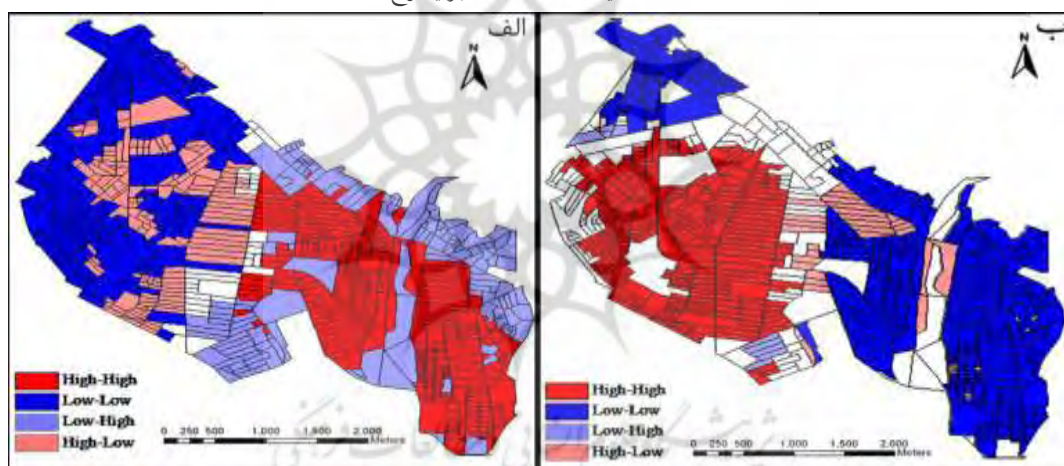 الف
N
High-High
Low-Low
Low-High
High-Low
0 250 500 1,000 1,500 2,000
Meters
ب
N
High-High
Low-Low
Low-High
High-Low
0 250 500 1,000 1,500 2,000
Meters